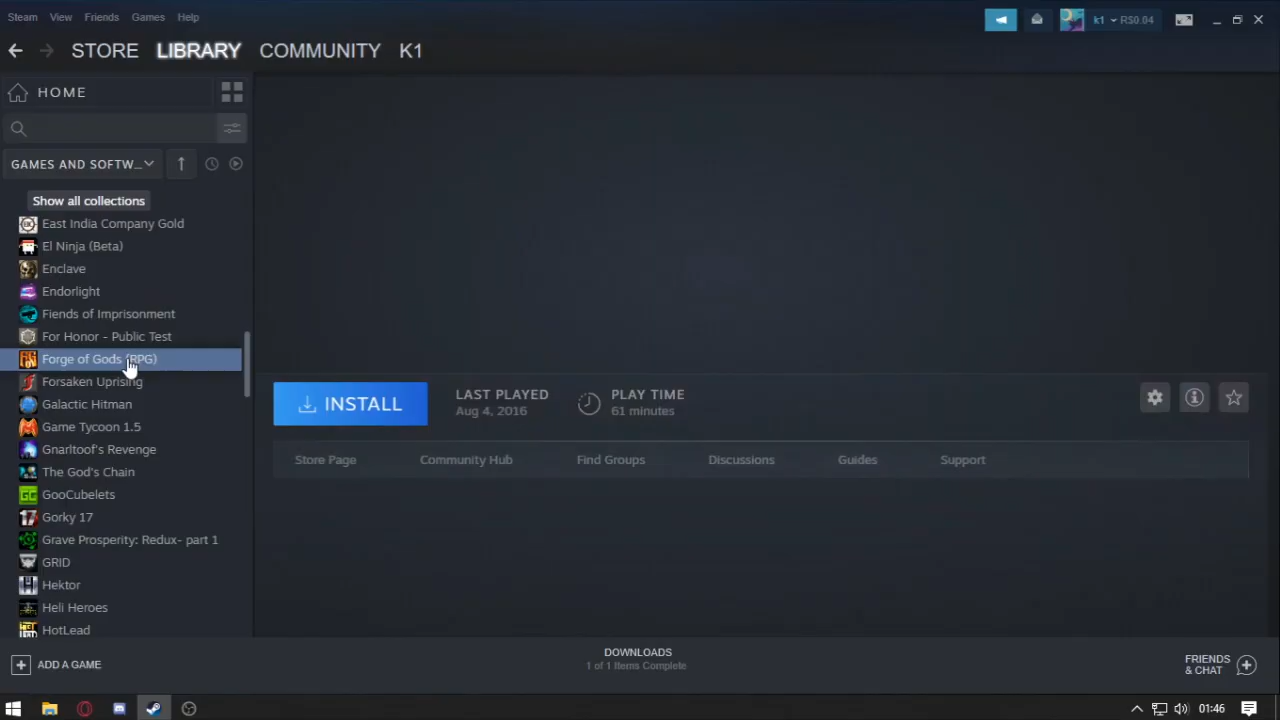 Steam View Friends Games Help
k1 R$0.04
STORE LIBRARY COMMUNITY K1
HOME
GAMES AND SOFTW...
Show all collections
East India Company Gold
El Ninja (Beta)
Enclave
Endorlight
Fiends of Imprisonment
For Honor - Public Test
Forge of Gods (RPG)
Forsaken Uprising
Galactic Hitman
Game Tycoon 1.5
Gnarltoof's Revenge
The God's Chain
GooCubelets
Gorky 17
Grave Prosperity: Redux- part 1
GRID
Hektor
Heli Heroes
HotLead
INSTALL
LAST PLAYED
Aug 4, 2016
PLAY TIME
61 minutes
Store Page Community Hub Find Groups Discussions Guides Support
ADD A GAME
DOWNLOADS
1 of 1 Items Complete
FRIENDS
& CHAT
01:46